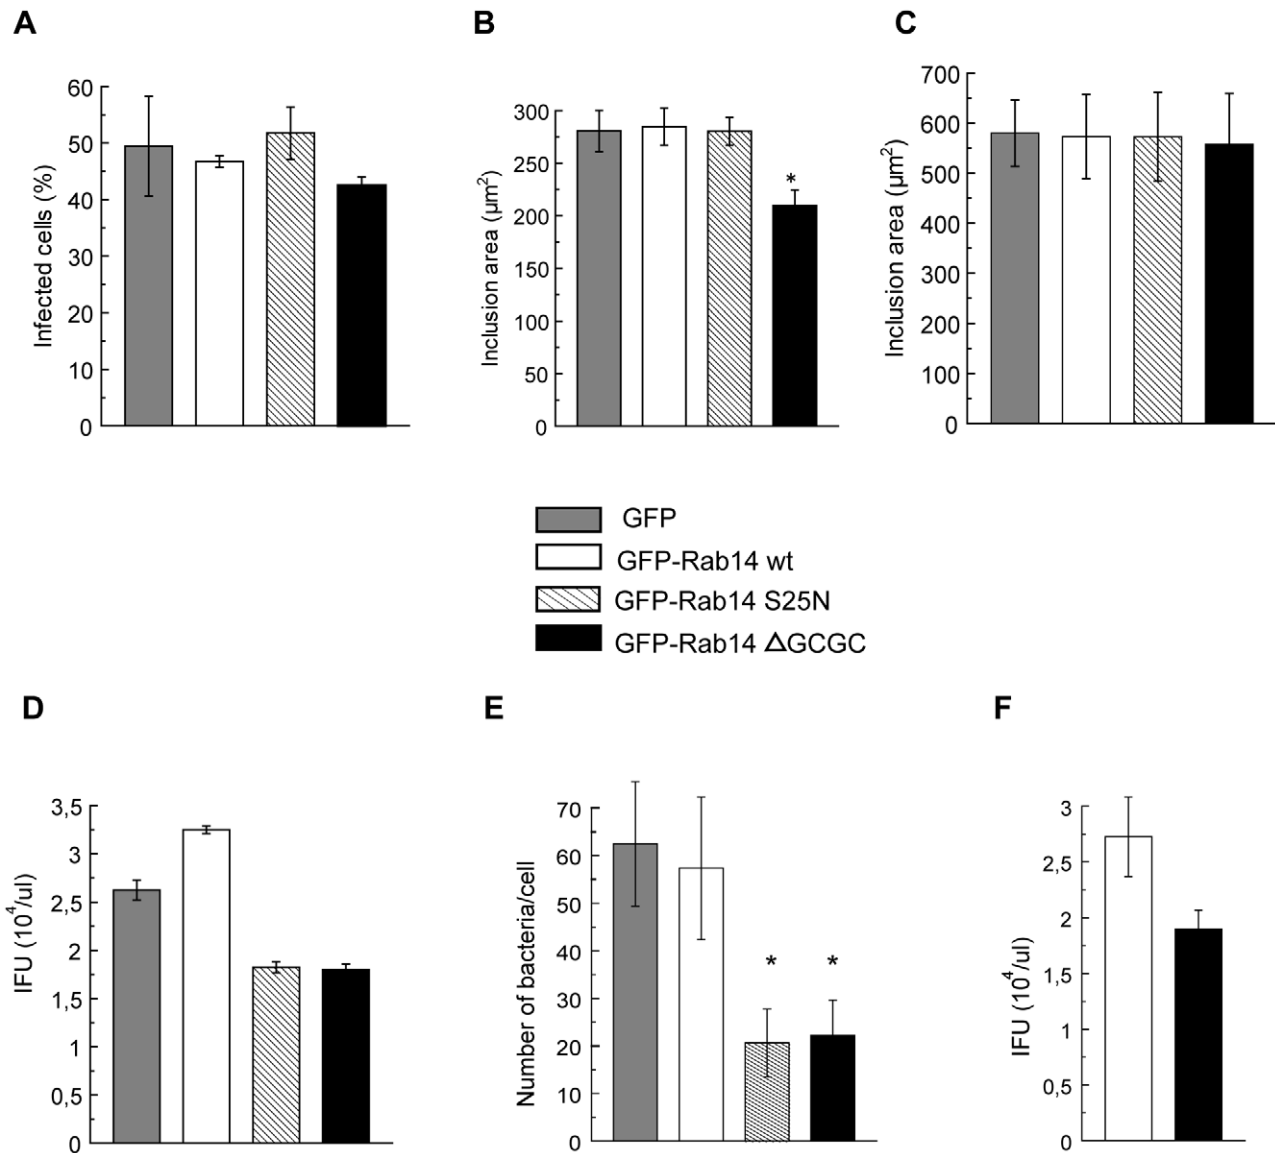 A
B
C
Infected cells (%)
60
50
40
30
20
10
0
Inclusion area (µm²)
300
250
200
150
100
50
0
*
Inclusion area (µm²)
700
600
500
400
300
200
100
0
GFP
GFP-Rab14 wt
GFP-Rab14 S25N
GFP-Rab14 ΔGCGC
D
E
F
IFU (10⁴/ul)
3,5
3
2,5
2
1,5
1
0,5
0
Number of bacteria/cell
70
60
50
40
30
20
10
0
* *
IFU (10⁴/ul)
3
2,5
2
1,5
1
0,5
0